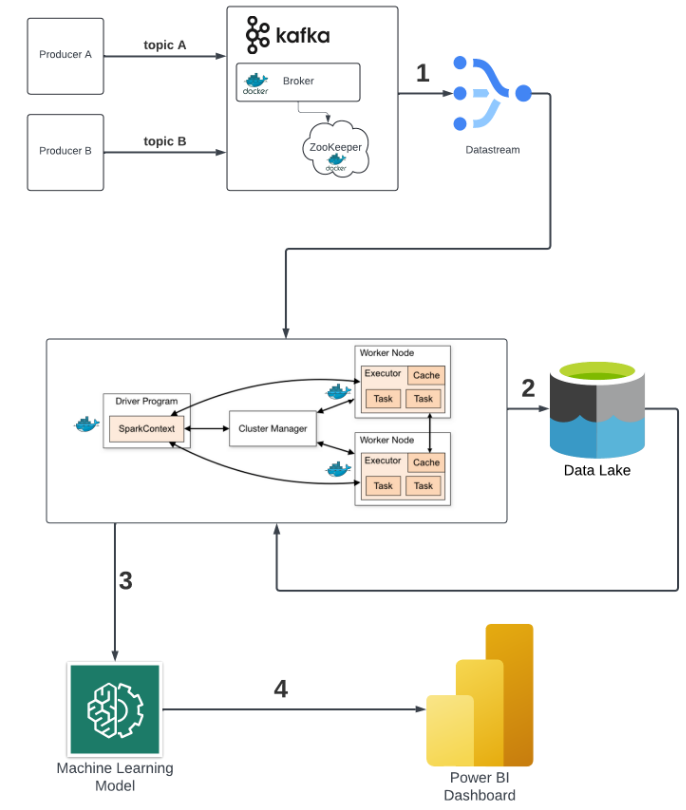 Producer A
topic A
kafka
docker
Broker
1
Datastream
Producer B
topic B
ZooKeeper
docker
Worker Node
Executor
Cache
Task
Task
Driver Program
SparkContext
Cluster Manager
Worker Node
Executor
Cache
Task
Task
2
Data Lake
3
Machine Learning
Model
4
Power BI
Dashboard